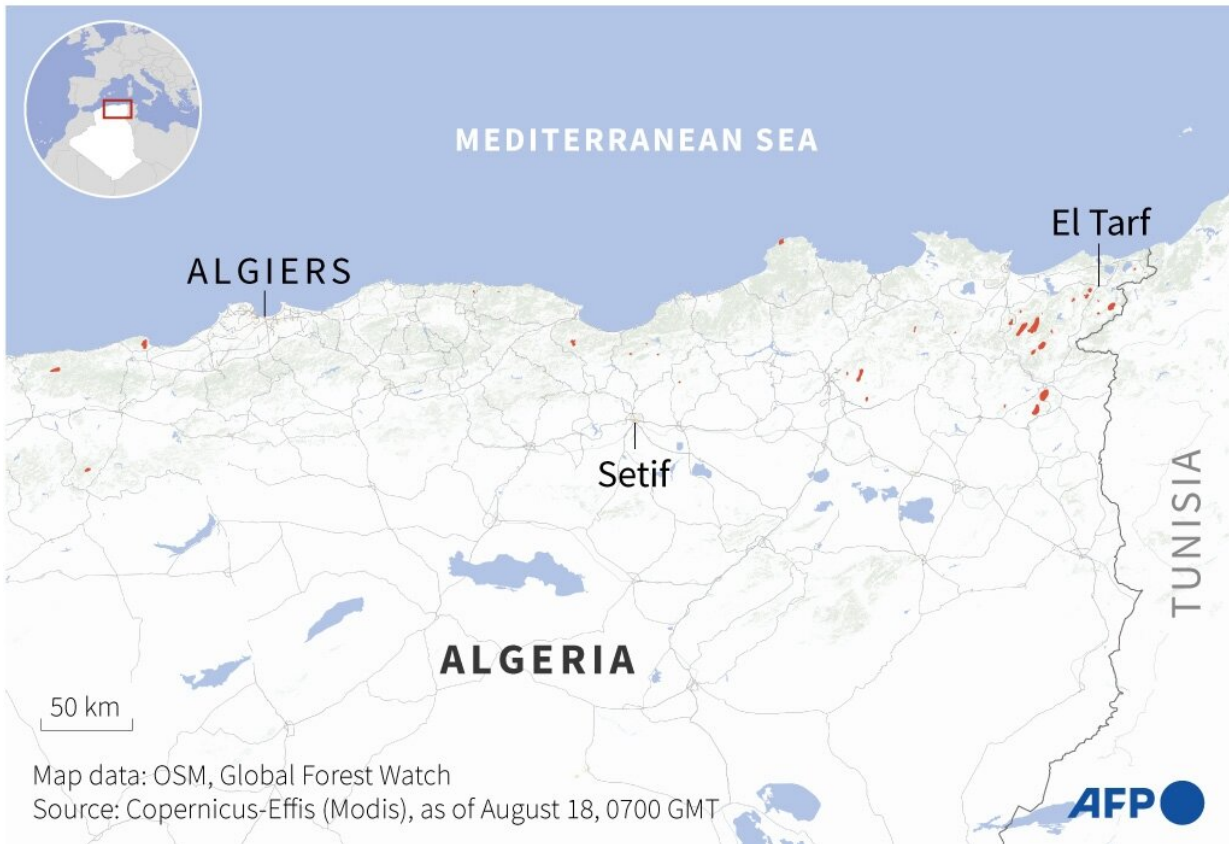 MEDITERRANEAN SEA
El Tarf
ALGIERS
Setif
TUNISIA
ALGERIA
50 km
Map data: OSM, Global Forest Watch
Source: Copernicus-Effis (Modis), as of August 18, 0700 GMT
AFP